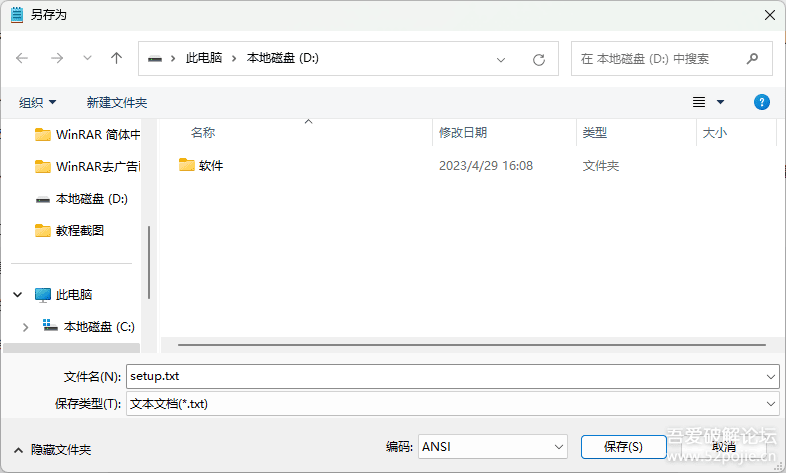 另存为
此电脑 本地磁盘 (D:)
在 本地磁盘 (D:) 中搜索
组织 新建文件夹
名称 修改日期 类型 大小
WinRAR 简体中
WinRAR去广告
本地磁盘 (D:)
教程截图
此电脑
本地磁盘 (C:)
软件 2023/4/29 16:08 文件夹
文件名(N): setup.txt
保存类型(T): 文本文档(*.txt)
隐藏文件夹 编码: ANSI 保存(S) 取消
吾爱破解论坛
www.52pojie.cn